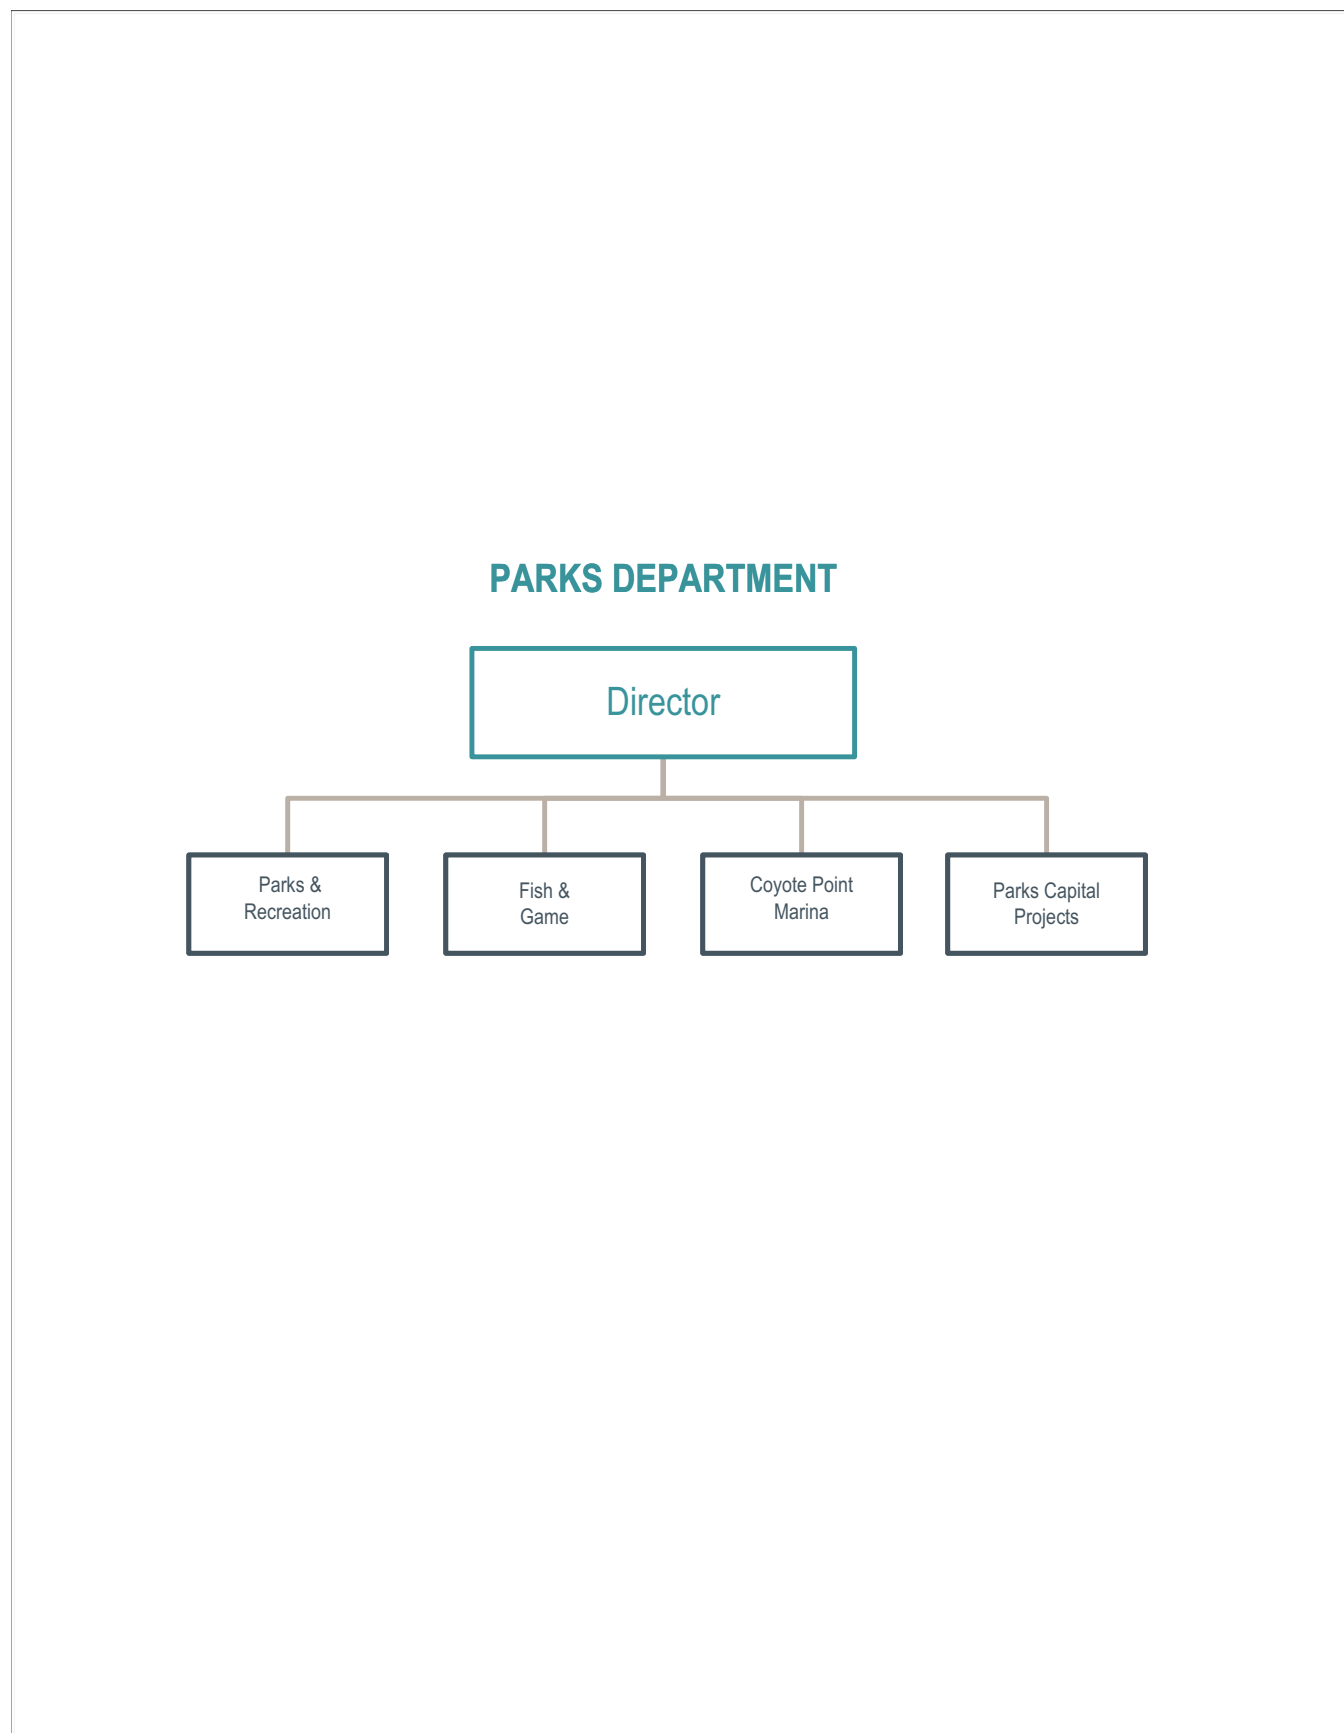 PARKS DEPARTMENT
Director
Parks &
Recreation
Fish &
Game
Coyote Point
Marina
Parks Capital
Projects